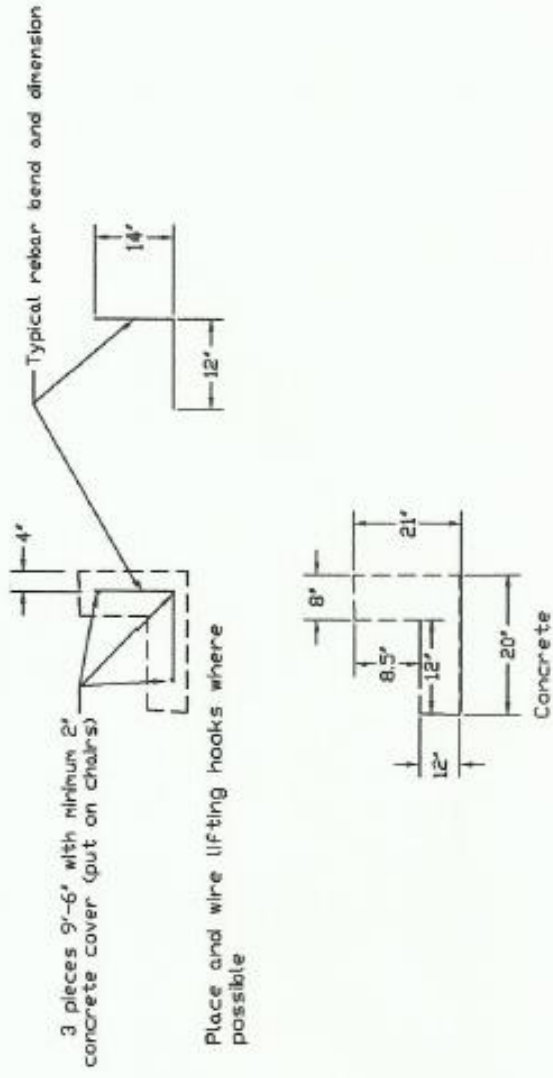 Typical rebar bend and dimension
4"
14"
12"
3 pieces 9'-6" with minimum 2"
concrete cover (put on chairs)
Place and wire lifting hooks where
possible
8"
21"
8.5"
12"
12"
20"
Concrete